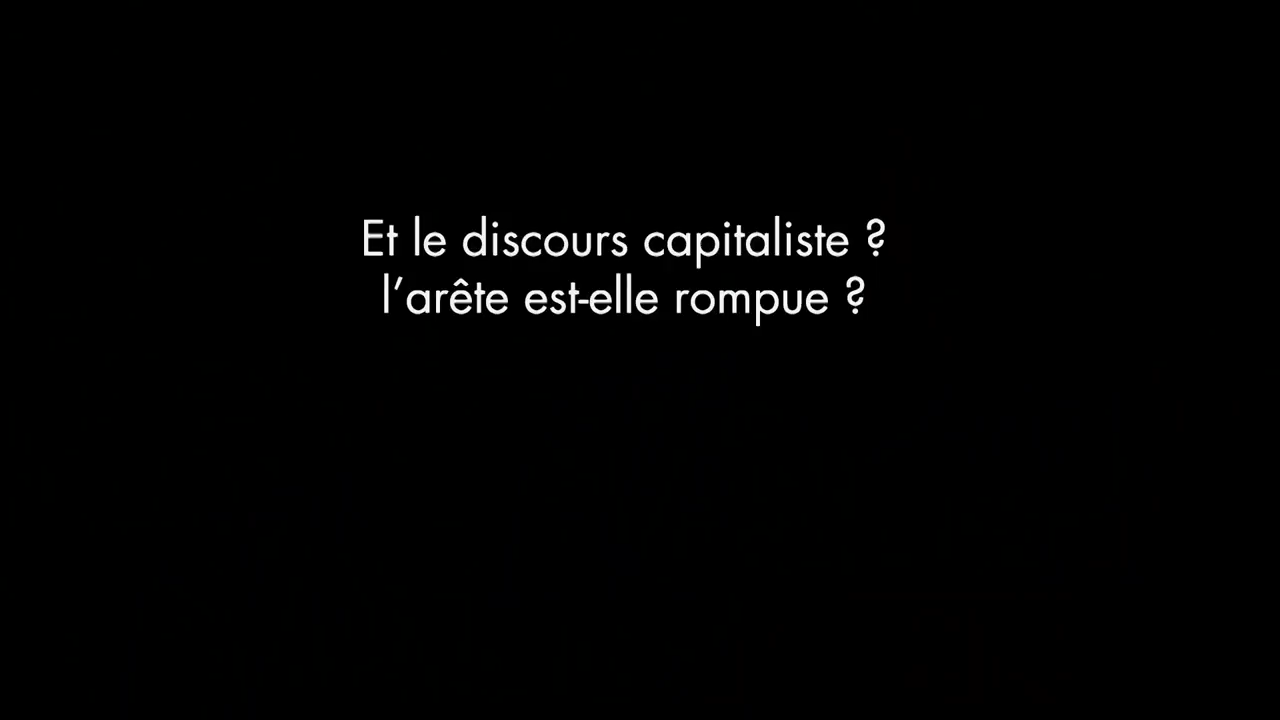 Et le discours capitaliste ?
l’arête est-elle rompue ?